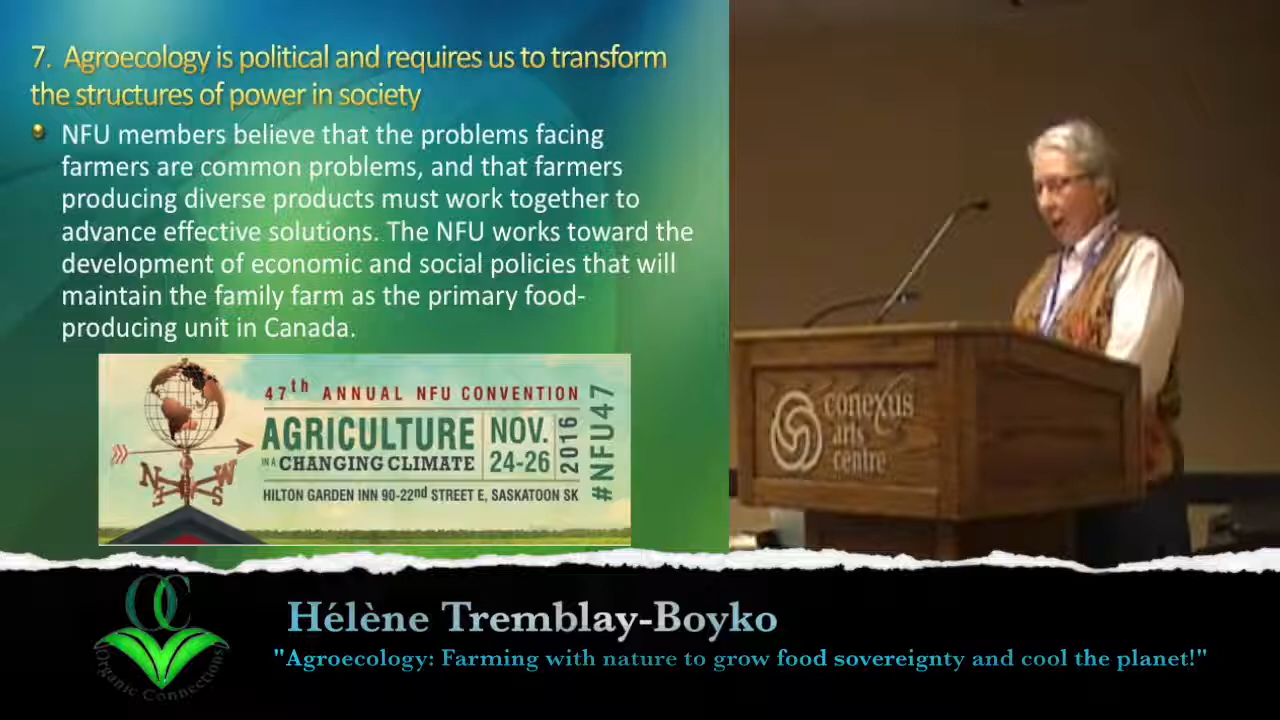 7. Agroecology is political and requires us to transform
the structures of power in society
NFU members believe that the problems facing
farmers are common problems, and that farmers
producing diverse products must work together to
advance effective solutions. The NFU works toward the
development of economic and social policies that will
maintain the family farm as the primary food-
producing unit in Canada.
47th ANNUAL NFU CONVENTION
AGRICULTURE
IN A CHANGING CLIMATE
NOV.
24-26
2016
#NFU47
HILTON GARDEN INN 90-22nd STREET E, SASKATOON SK
N W
E S
conexus
arts
centre
OC
Organic Connections
Hélène Tremblay-Boyko
"Agroecology: Farming with nature to grow food sovereignty and cool the planet!"